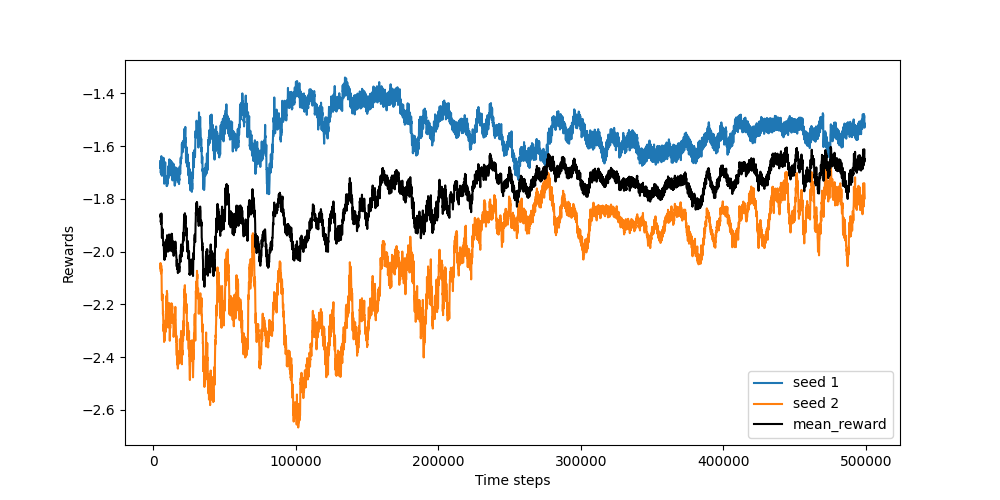 −1.4
−1.6
−1.8
−2.0
−2.2
−2.4
−2.6
Rewards
0
100000
200000
300000
400000
500000
Time steps
seed 1
seed 2
mean_reward